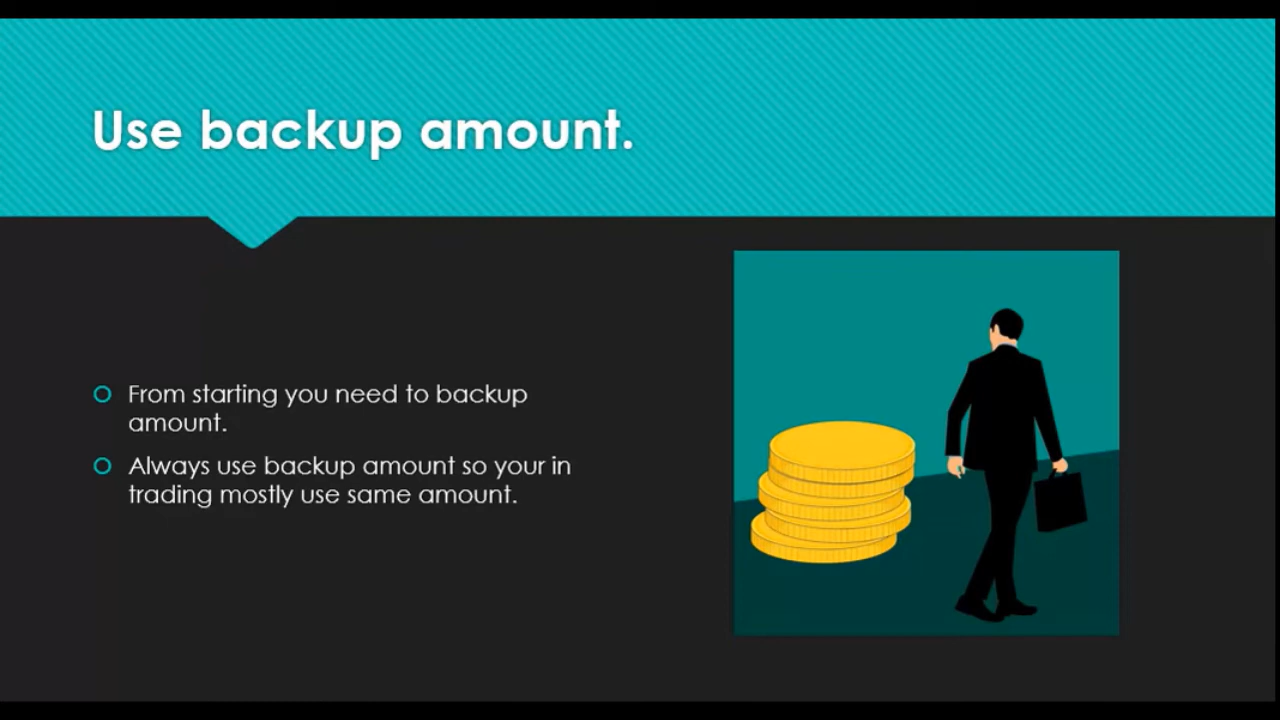 Use backup amount.
From starting you need to backup
amount.
Always use backup amount so your in
trading mostly use same amount.